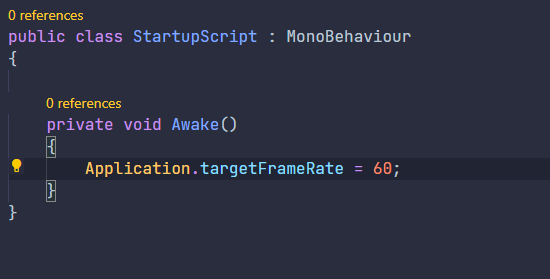 0 references
public class StartupScript : MonoBehaviour
{
0 references
private void Awake()
{
Application.targetFrameRate = 60;
}
}